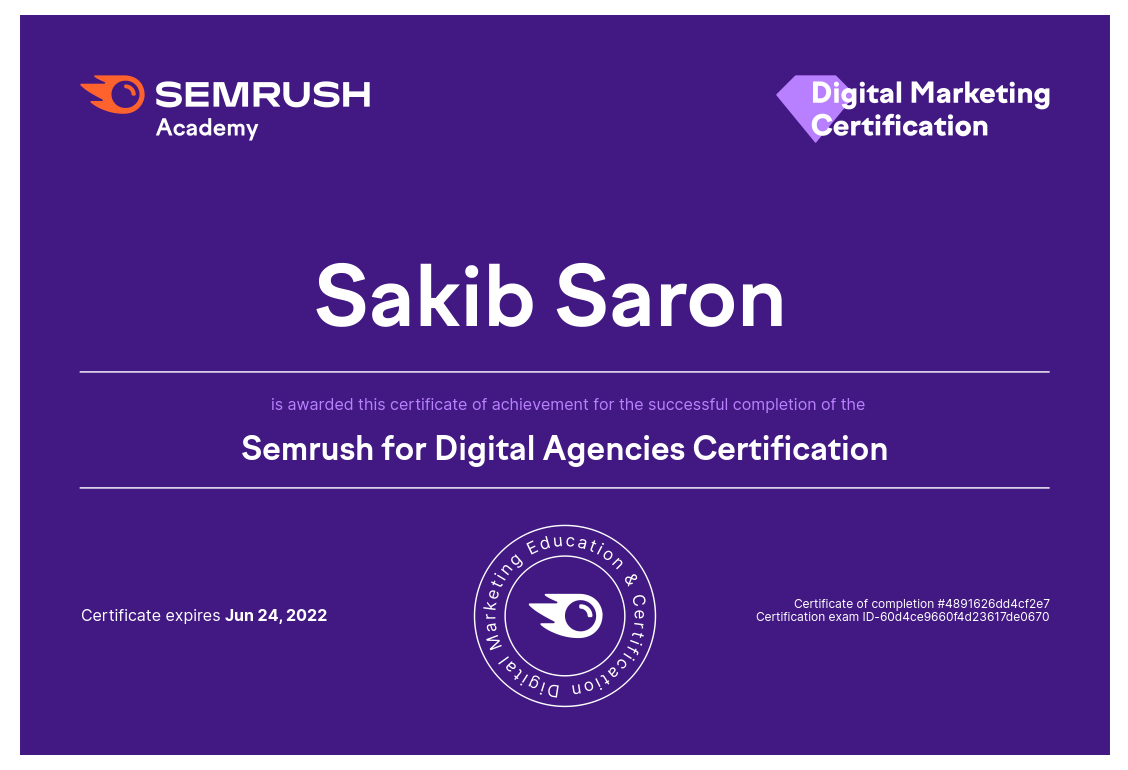 SEMRUSH
Academy
Digital Marketing
Certification
Sakib Saron
is awarded this certificate of achievement for the successful completion of the
Semrush for Digital Agencies Certification
Certificate expires Jun 24, 2022
Digital Marketing Education & Certification
Certificate of completion #4891626dd4cf2e7
Certification exam ID-60d4ce9660f4d23617de0670